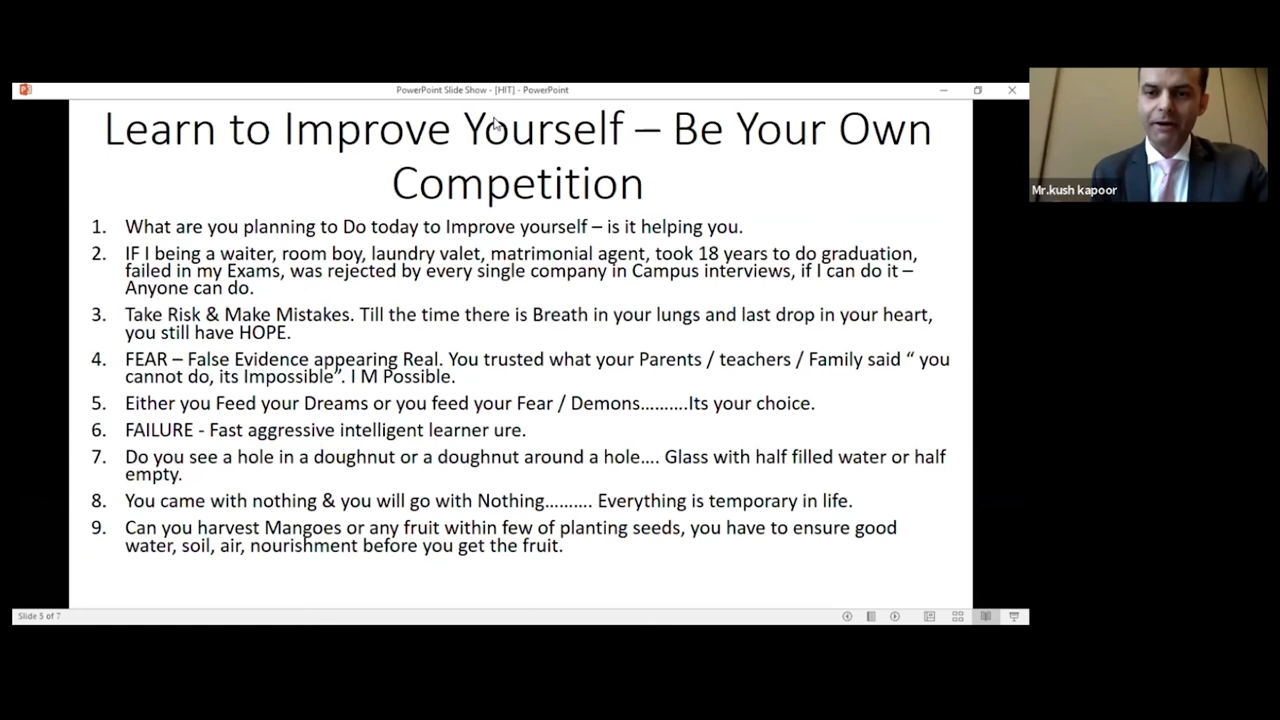 PowerPoint Slide Show - [HIT] - PowerPoint
Learn to Improve Yourself – Be Your Own
Competition
1. What are you planning to Do today to Improve yourself – is it helping you.
2. IF I being a waiter, room boy, laundry valet, matrimonial agent, took 18 years to do graduation,
failed in my Exams, was rejected by every single company in Campus interviews, if I can do it –
Anyone can do.
3. Take Risk & Make Mistakes. Till the time there is Breath in your lungs and last drop in your heart,
you still have HOPE.
4. FEAR – False Evidence appearing Real. You trusted what your Parents / teachers / Family said “ you
cannot do, its Impossible”. I M Possible.
5. Either you Feed your Dreams or you feed your Fear / Demons……….Its your choice.
6. FAILURE - Fast aggressive intelligent learner ure.
7. Do you see a hole in a doughnut or a doughnut around a hole…. Glass with half filled water or half
empty.
8. You came with nothing & you will go with Nothing………. Everything is temporary in life.
9. Can you harvest Mangoes or any fruit within few of planting seeds, you have to ensure good
water, soil, air, nourishment before you get the fruit.
Slide 5 of 7
Mr.kush kapoor